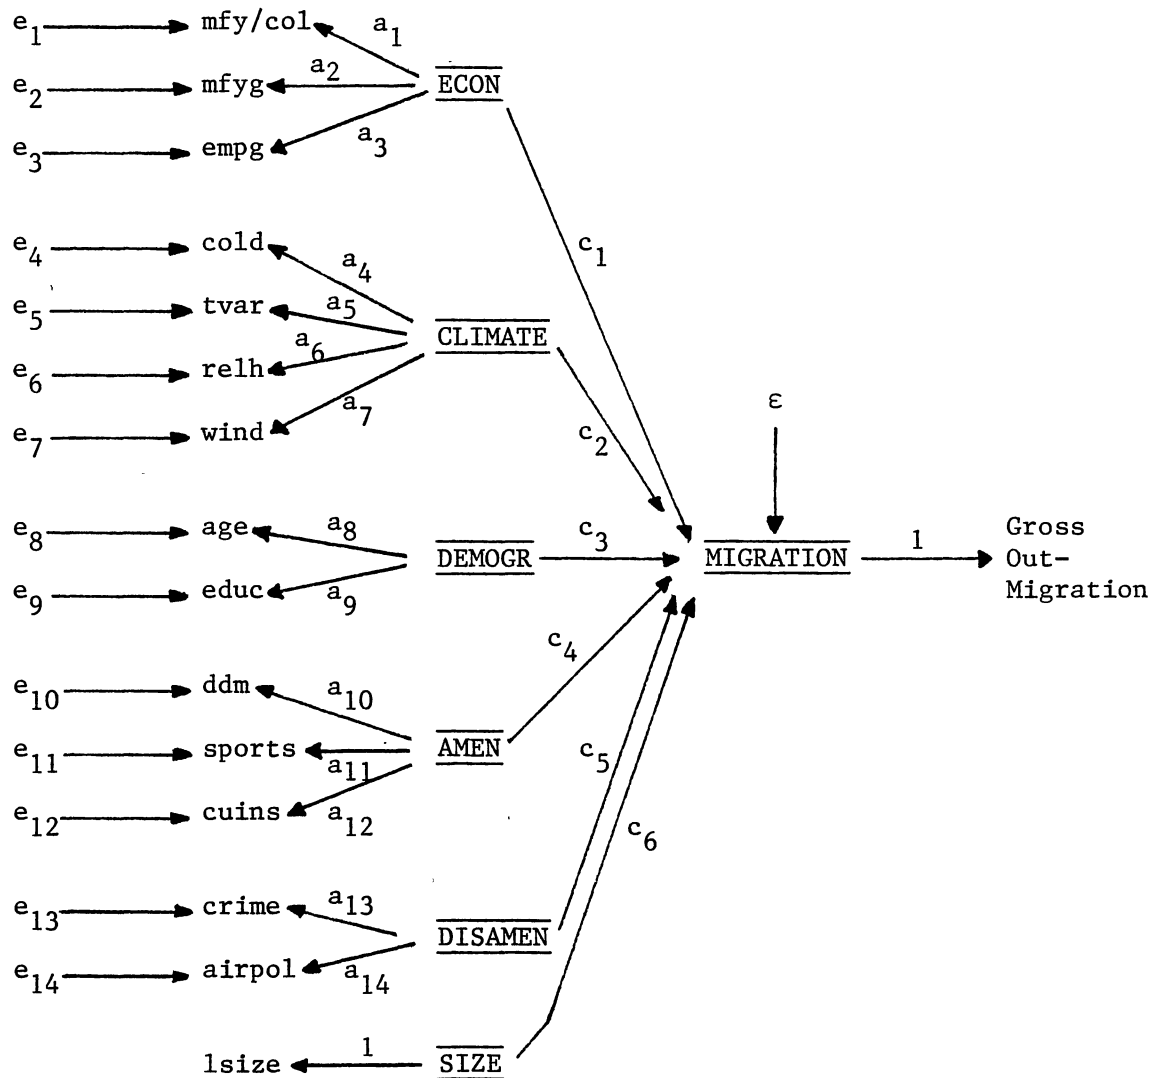 e1 mfy/col a1
e2 mfyg a2 ECON
e3 empg a3
e4 cold a4 c1
e5 tvar a5 CLIMATE
e6 relh a6
e7 wind a7 c2 ε
e8 age a8 c3 1 Gross
DEMOGR MIGRATION Out-
e9 educ a9 Migration
c4
e10 ddm a10
e11 sports a11 AMEN c5
e12 cuins a12 c6
e13 crime a13
DISAMEN
e14 airpol a14
lsize 1 SIZE